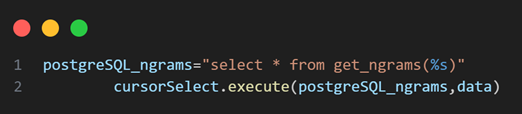 1 postgreSQL_ngrams="select * from get_ngrams(%s)"
2 cursorSelect.execute(postgreSQL_ngrams,data)